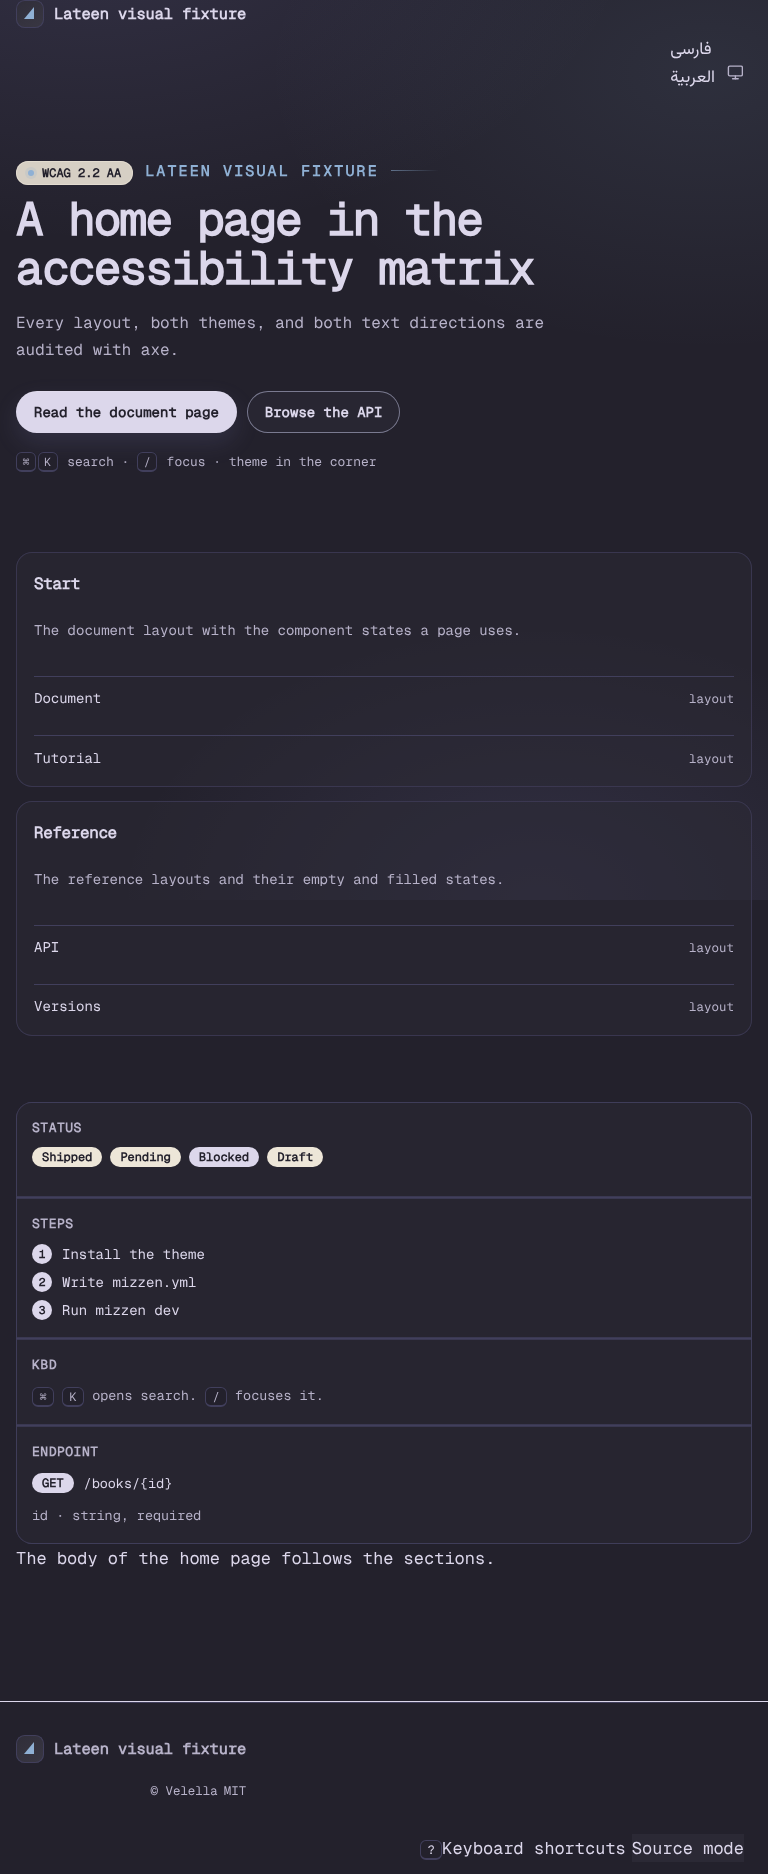 Lateen visual fixture
فارسی
العربية
WCAG 2.2 AA LATEEN VISUAL FIXTURE
A home page in the
accessibility matrix
Every layout, both themes, and both text directions are
audited with axe.
Read the document page Browse the API
⌘ K search · / focus · theme in the corner
Start
The document layout with the component states a page uses.
Document layout
Tutorial layout
Reference
The reference layouts and their empty and filled states.
API layout
Versions layout
STATUS
Shipped Pending Blocked Draft
STEPS
1 Install the theme
2 Write mizzen.yml
3 Run mizzen dev
KBD
⌘ K opens search. / focuses it.
ENDPOINT
GET /books/{id}
id · string, required
The body of the home page follows the sections.
Lateen visual fixture
© Velella MIT
? Keyboard shortcuts Source mode